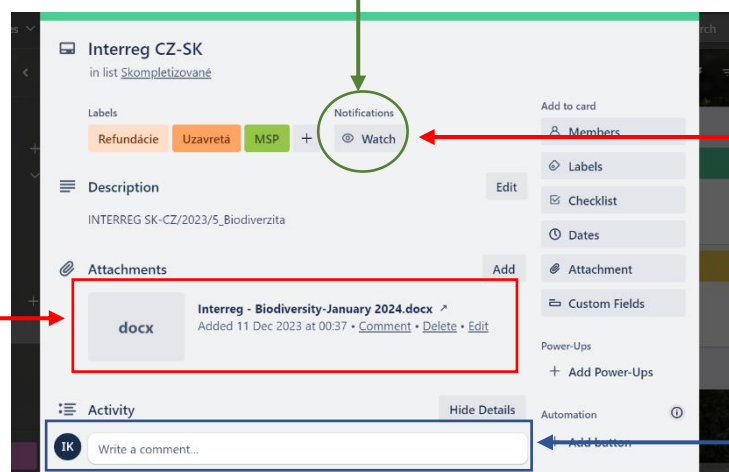 Interreg CZ-SK
in list Skompletizované
Labels
Notifications
Refundácie Uzavretá MSP + Watch
Description
Edit
INTERREG SK-CZ/2023/5_Biodiverzita
Attachments
Add
docx
Interreg - Biodiversity-January 2024.docx ↗
Added 11 Dec 2023 at 00:37 • Comment • Delete • Edit
Activity
Hide Details
IK
Write a comment...
Add to card
Members
Labels
Checklist
Dates
Attachment
Custom Fields
Power-Ups
+ Add Power-Ups
Automation
Add button